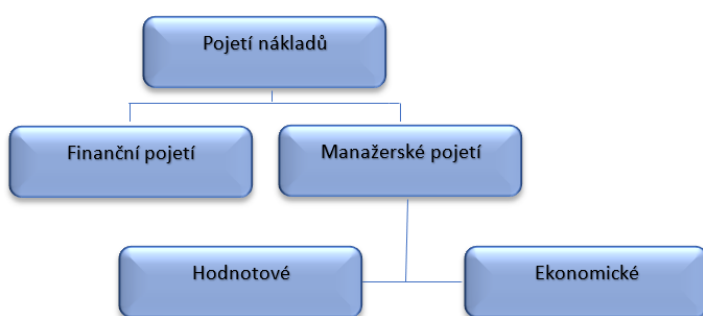 Pojetí nákladů
Finanční pojetí
Manažerské pojetí
Hodnotové
Ekonomické